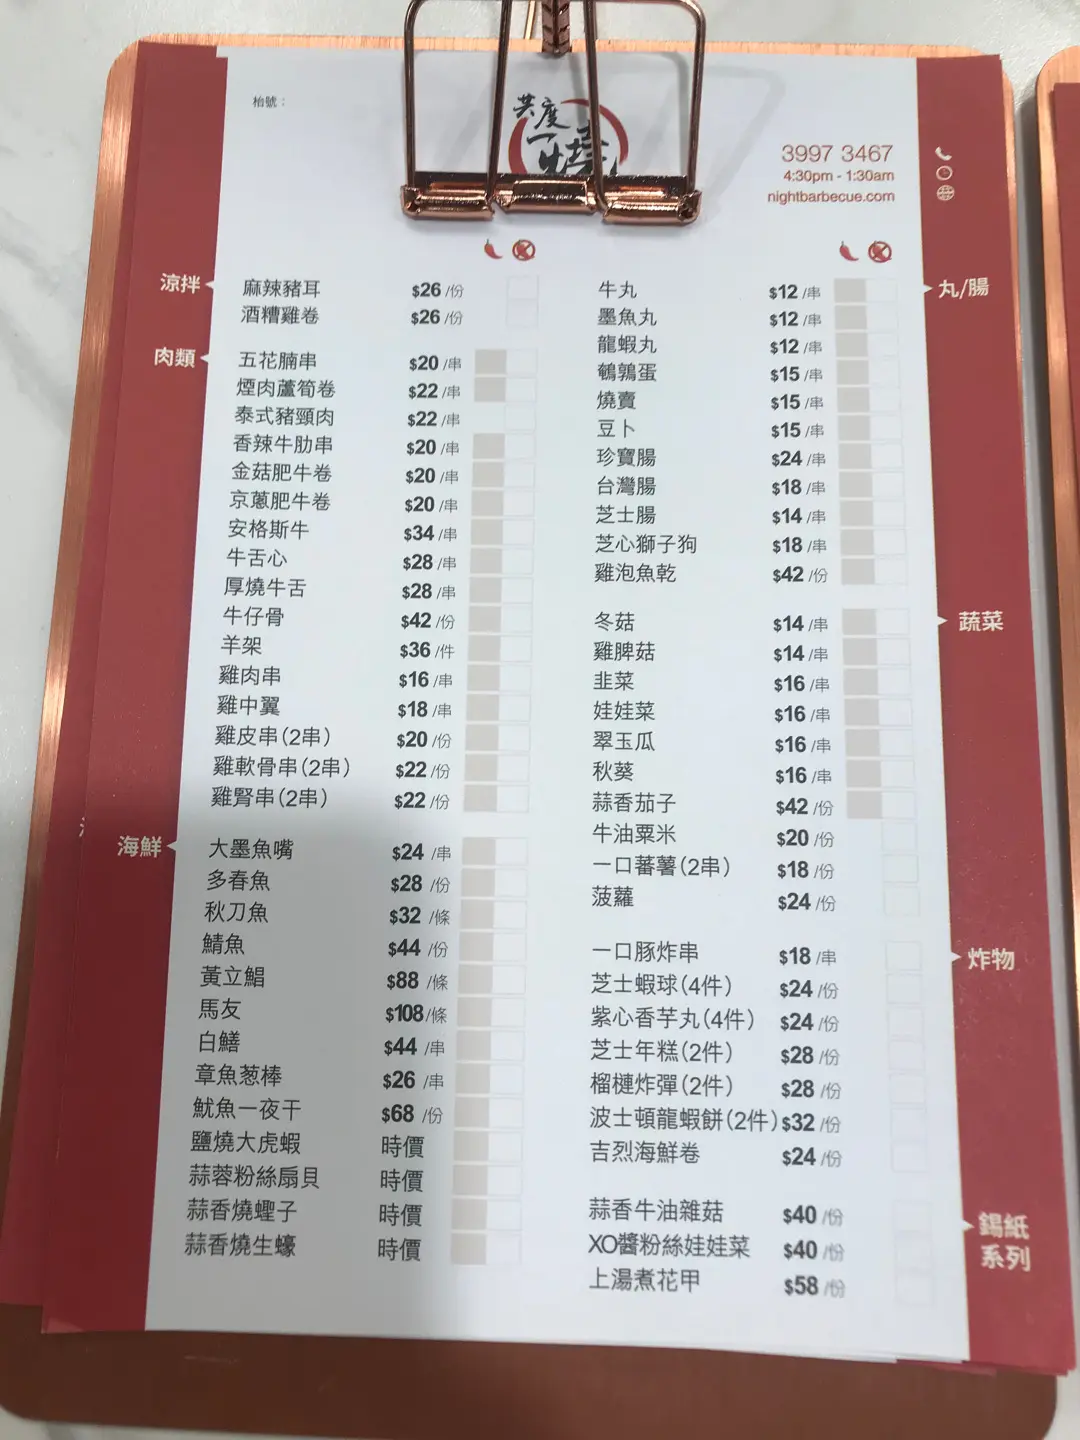 枱號：
共度
一燒
3997 3467
4:30pm - 1:30am
nightbarbecue.com
涼拌
麻辣豬耳 $26 /份
酒糟雞卷 $26 /份
肉類
五花腩串 $20 /串
煙肉蘆筍卷 $22 /串
泰式豬頸肉 $22 /串
香辣牛肋串 $20 /串
金菇肥牛卷 $20 /串
京蔥肥牛卷 $20 /串
安格斯牛 $34 /串
牛舌心 $28 /串
厚燒牛舌 $28 /串
牛仔骨 $42 /份
羊架 $36 /件
雞肉串 $16 /串
雞中翼 $18 /串
雞皮串(2串) $20 /份
雞軟骨串(2串) $22 /份
雞腎串(2串) $22 /份
海鮮
大墨魚嘴 $24 /串
多春魚 $28 /份
秋刀魚 $32 /條
鯖魚 $44 /份
黃立鯧 $88 /條
馬友 $108/條
白鱔 $44 /串
章魚葱棒 $26 /串
魷魚一夜干 $68 /份
鹽燒大虎蝦 時價
蒜蓉粉絲扇貝 時價
蒜香燒蟶子 時價
蒜香燒生蠔 時價
丸/腸
牛丸 $12 /串
墨魚丸 $12 /串
龍蝦丸 $12 /串
鵪鶉蛋 $15 /串
燒賣 $15 /串
豆卜 $15 /串
珍寶腸 $24 /串
台灣腸 $18 /串
芝士腸 $14 /串
芝心獅子狗 $18 /串
雞泡魚乾 $42 /份
蔬菜
冬菇 $14 /串
雞脾菇 $14 /串
韭菜 $16 /串
娃娃菜 $16 /串
翠玉瓜 $16 /串
秋葵 $16 /串
蒜香茄子 $42 /份
牛油粟米 $20 /份
一口蕃薯(2串) $18 /份
菠蘿 $24 /份
炸物
一口豚炸串 $18 /串
芝士蝦球(4件) $24 /份
紫心香芋丸(4件) $24 /份
芝士年糕(2件) $28 /份
榴槤炸彈(2件) $28 /份
波士頓龍蝦餅(2件) $32 /份
吉烈海鮮卷 $24 /份
錫紙
系列
蒜香牛油雜菇 $40 /份
XO醬粉絲娃娃菜 $40 /份
上湯煮花甲 $58 /份